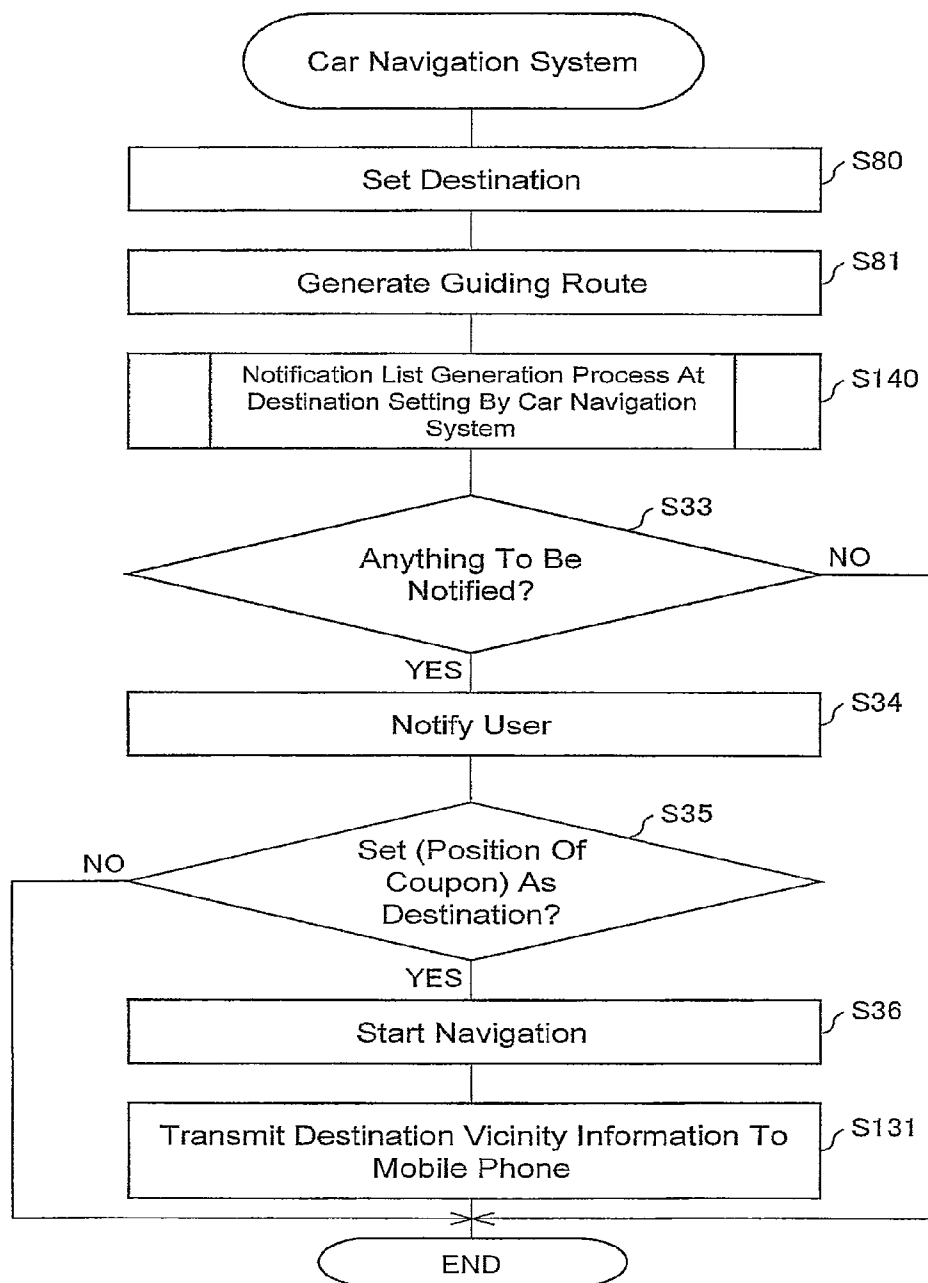 Car Navigation System
S80
Set Destination
S81
Generate Guiding Route
S140
Notification List Generation Process At
Destination Setting By Car Navigation
System
S33
Anything To Be
Notified?
NO
YES
S34
Notify User
S35
Set (Position Of
Coupon) As
Destination?
NO
YES
S36
Start Navigation
S131
Transmit Destination Vicinity Information To
Mobile Phone
END